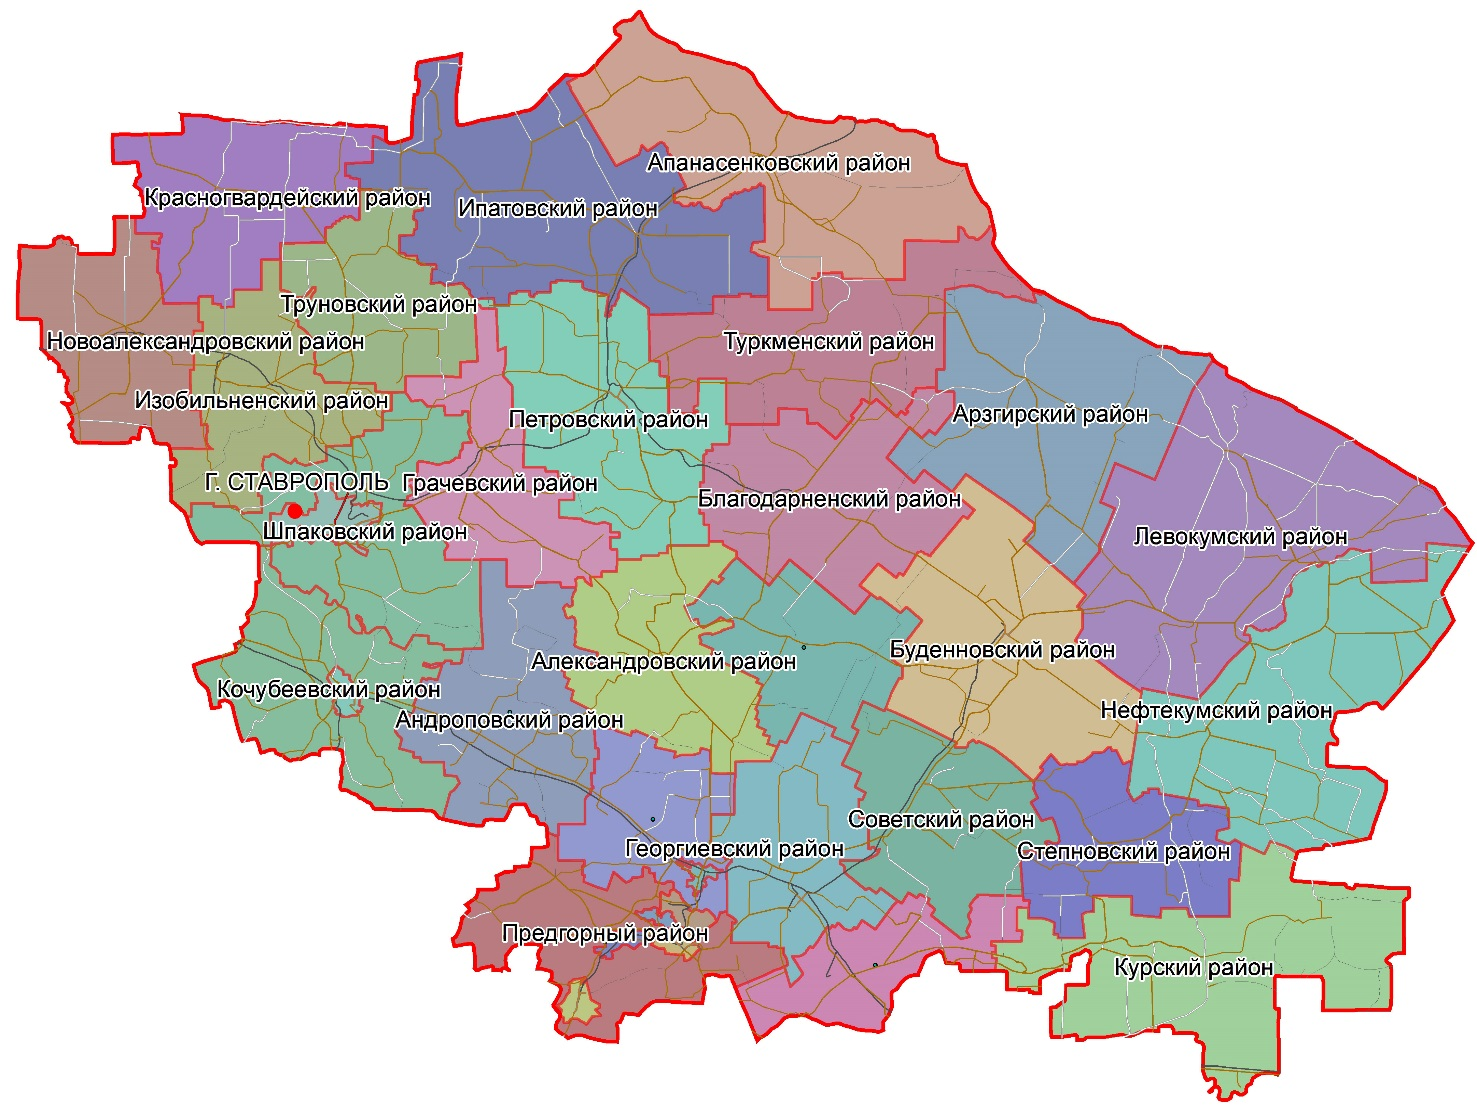 Апанасенковский район
Красногвардейский район
Ипатовский район
Труновский район
Новоалександровский район
Туркменский район
Изобильненский район
Петровский район
Арзгирский район
Г. СТАВРОПОЛЬ
Грачевский район
Благодарненский район
Шпаковский район
Левокумский район
Буденновский район
Александровский район
Кочубеевский район
Андроповский район
Нефтекумский район
Советский район
Георгиевский район
Степновский район
Предгорный район
Курский район